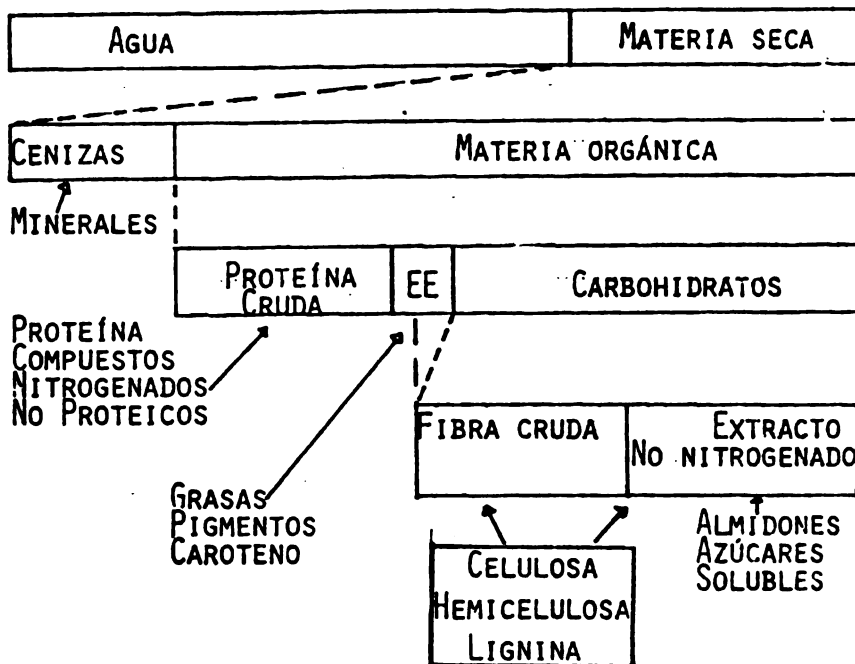 AGUA
MATERIA SECA
CENIZAS
MATERIA ORGÁNICA
MINERALES
PROTEÍNA
CRUDA
EE
CARBOHIDRATOS
PROTEÍNA
COMPUESTOS
NITROGENADOS
NO PROTEICOS
FIBRA CRUDA
EXTRACTO
NO NITROGENADO
GRASAS
PIGMENTOS
CAROTENO
ALMIDONES
AZÚCARES
SOLUBLES
CELULOSA
HEMICELULOSA
LIGNINA